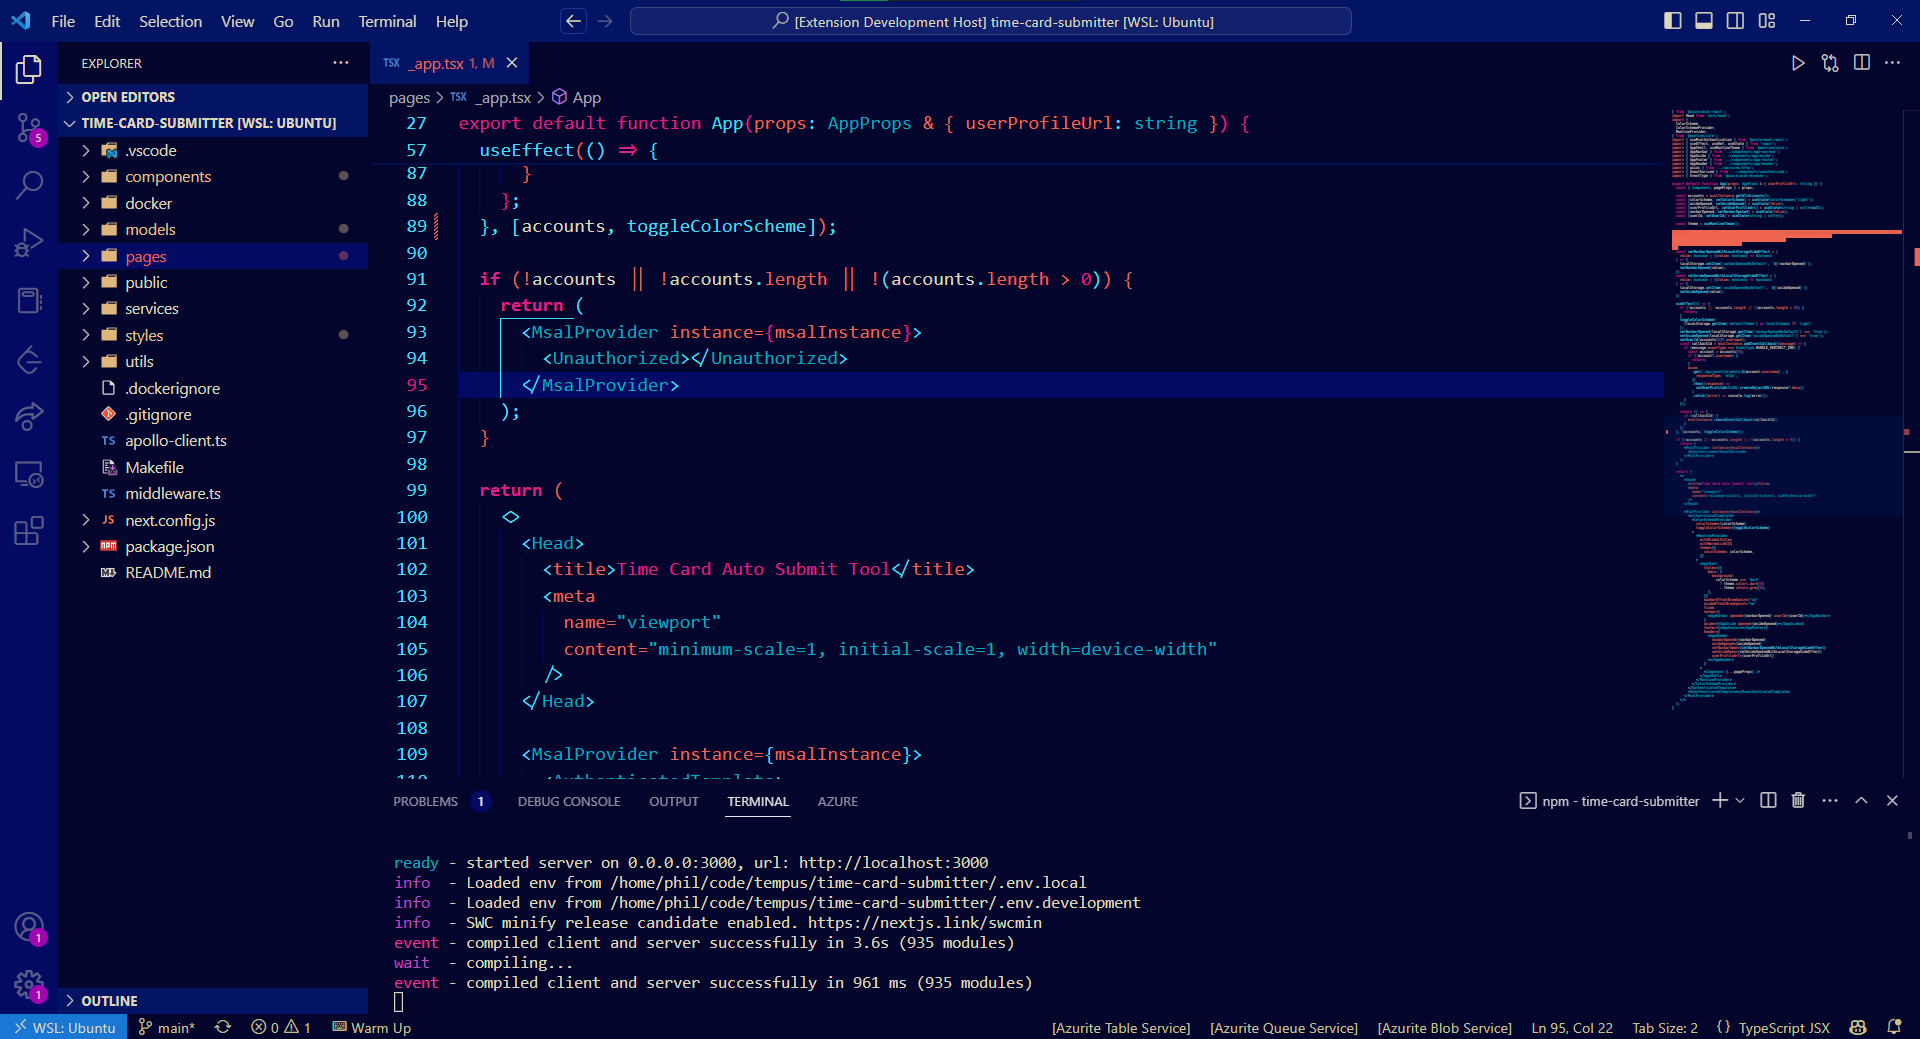 File Edit Selection View Go Run Terminal Help
[Extension Development Host] time-card-submitter [WSL: Ubuntu]
EXPLORER
OPEN EDITORS
TIME-CARD-SUBMITTER [WSL: UBUNTU]
.vscode
components
docker
models
pages
public
services
styles
utils
.dockerignore
.gitignore
TS apollo-client.ts
Makefile
TS middleware.ts
JS next.config.js
npm package.json
README.md
OUTLINE
5
1
1
TSX _app.tsx 1, M
pages > TSX _app.tsx > App
27 export default function App(props: AppProps & { userProfileUrl: string }) {
57 useEffect(() => {
87 }
88 };
89 }, [accounts, toggleColorScheme]);
90
91 if (!accounts || !accounts.length || !(accounts.length > 0)) {
92 return (
93 <MsalProvider instance={msalInstance}>
94 <Unauthorized></Unauthorized>
95 </MsalProvider>
96 );
97 }
98
99 return (
100 <>
101 <Head>
102 <title>Time Card Auto Submit Tool</title>
103 <meta
104 name="viewport"
105 content="minimum-scale=1, initial-scale=1, width=device-width"
106 />
107 </Head>
108
109 <MsalProvider instance={msalInstance}>
110 <AuthenticatedTemplate>
PROBLEMS 1 DEBUG CONSOLE OUTPUT TERMINAL AZURE
npm - time-card-submitter
ready - started server on 0.0.0.0:3000, url: http://localhost:3000
info - Loaded env from /home/phil/code/tempus/time-card-submitter/.env.local
info - Loaded env from /home/phil/code/tempus/time-card-submitter/.env.development
info - SWC minify release candidate enabled. https://nextjs.link/swcmin
event - compiled client and server successfully in 3.6s (935 modules)
wait - compiling...
event - compiled client and server successfully in 961 ms (935 modules)
WSL: Ubuntu main* 0 1 Warm Up [Azurite Table Service] [Azurite Queue Service] [Azurite Blob Service] Ln 95, Col 22 Tab Size: 2 {} TypeScript JSX